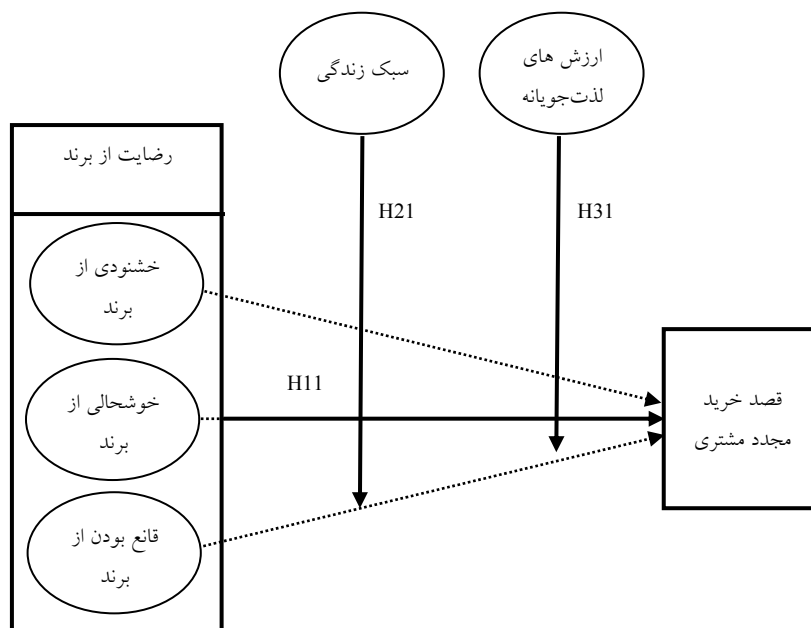 سبک زندگی
ارزش های
لذت‌جویانه
رضایت از برند
H21
H31
خشنودی از
برند
H11
خوشحالی از
برند
قصد خرید
مجدد مشتری
قانع بودن از
برند